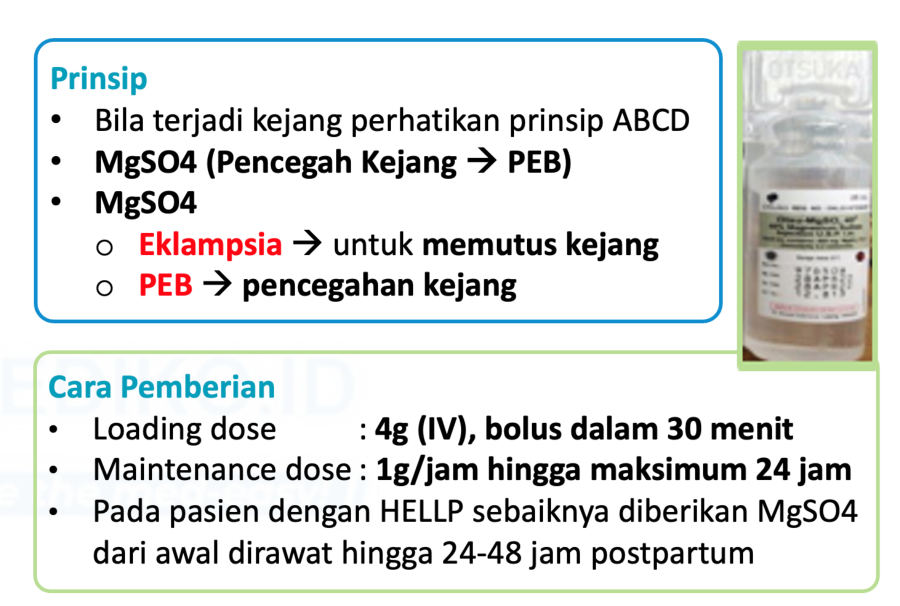 Prinsip
• Bila terjadi kejang perhatikan prinsip ABCD
• MgSO4 (Pencegah Kejang → PEB)
• MgSO4
o Eklampsia → untuk memutus kejang
o PEB → pencegahan kejang
OTSUKA
Cara Pemberian
• Loading dose : 4g (IV), bolus dalam 30 menit
• Maintenance dose : 1g/jam hingga maksimum 24 jam
• Pada pasien dengan HELLP sebaiknya diberikan MgSO4
dari awal dirawat hingga 24-48 jam postpartum